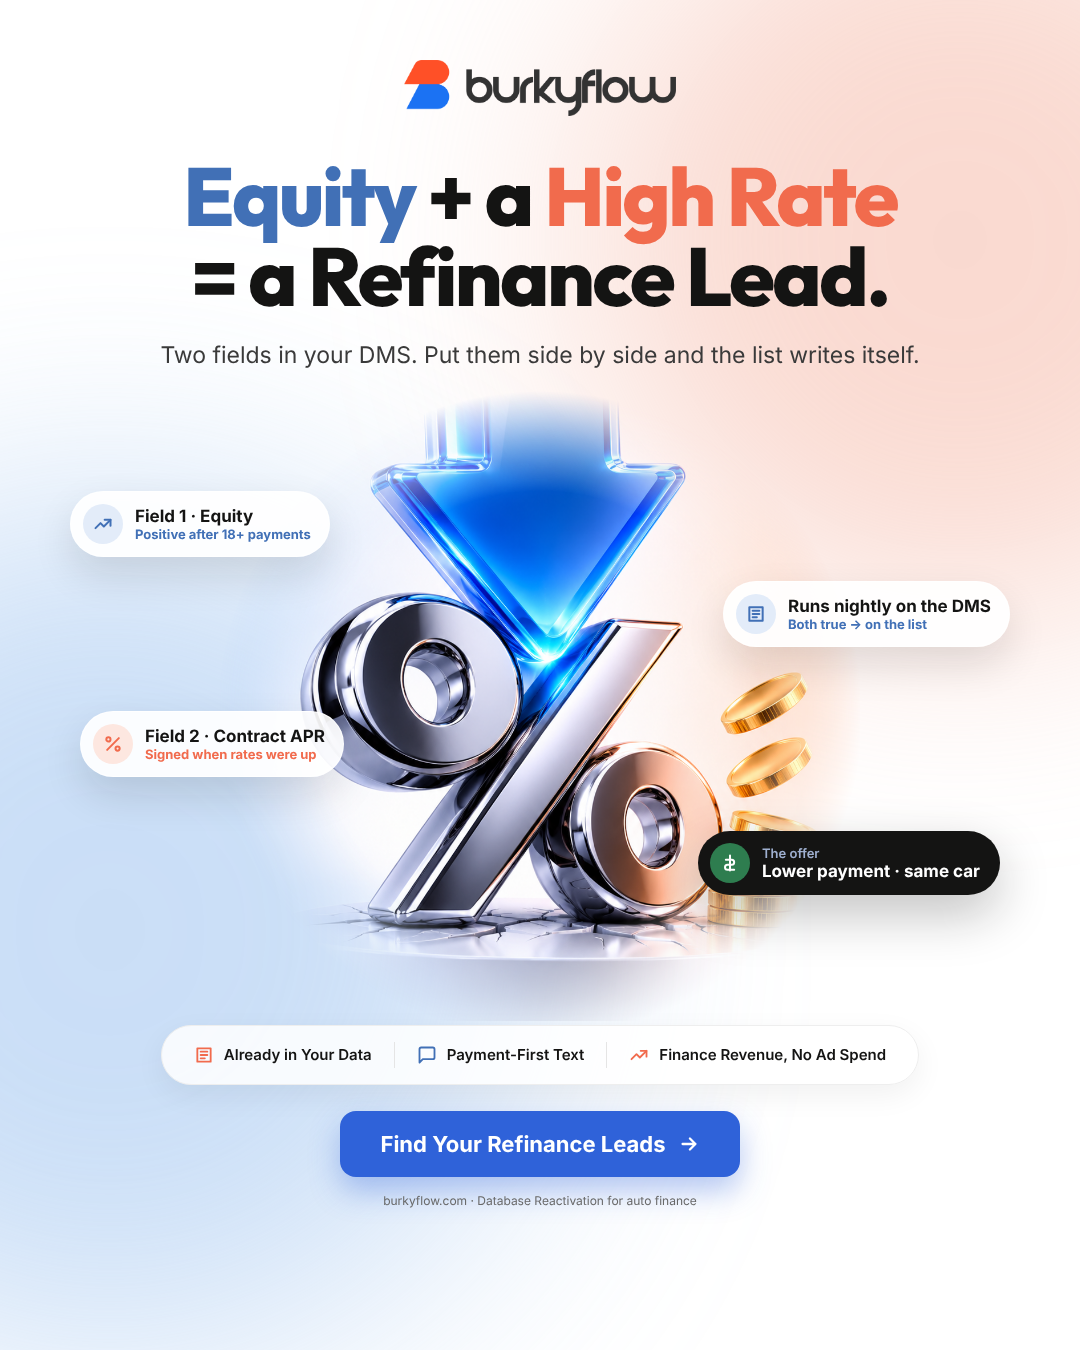 burkyflow
Equity + a High Rate
= a Refinance Lead.
Two fields in your DMS. Put them side by side and the list writes itself.
Field 1 · Equity
Positive after 18+ payments
Runs nightly on the DMS
Both true → on the list
Field 2 · Contract APR
Signed when rates were up
The offer
Lower payment · same car
Already in Your Data
Payment-First Text
Finance Revenue, No Ad Spend
Find Your Refinance Leads →
burkyflow.com · Database Reactivation for auto finance